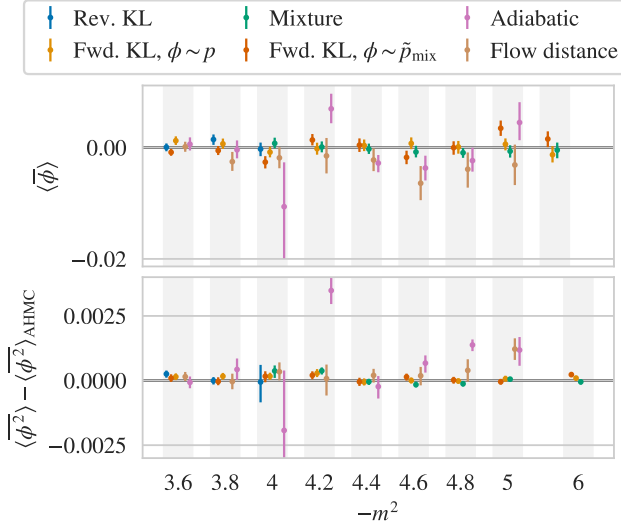 Rev. KL Mixture Adiabatic
Fwd. KL, ϕ ∼ p Fwd. KL, ϕ ∼ p̃_mix Flow distance
0.00
−0.02
⟨ϕ̅⟩
0.0025
0.0000
−0.0025
⟨ϕ̅²⟩ − ⟨ϕ̅²⟩_AHMC
3.6 3.8 4 4.2 4.4 4.6 4.8 5 6
−m²